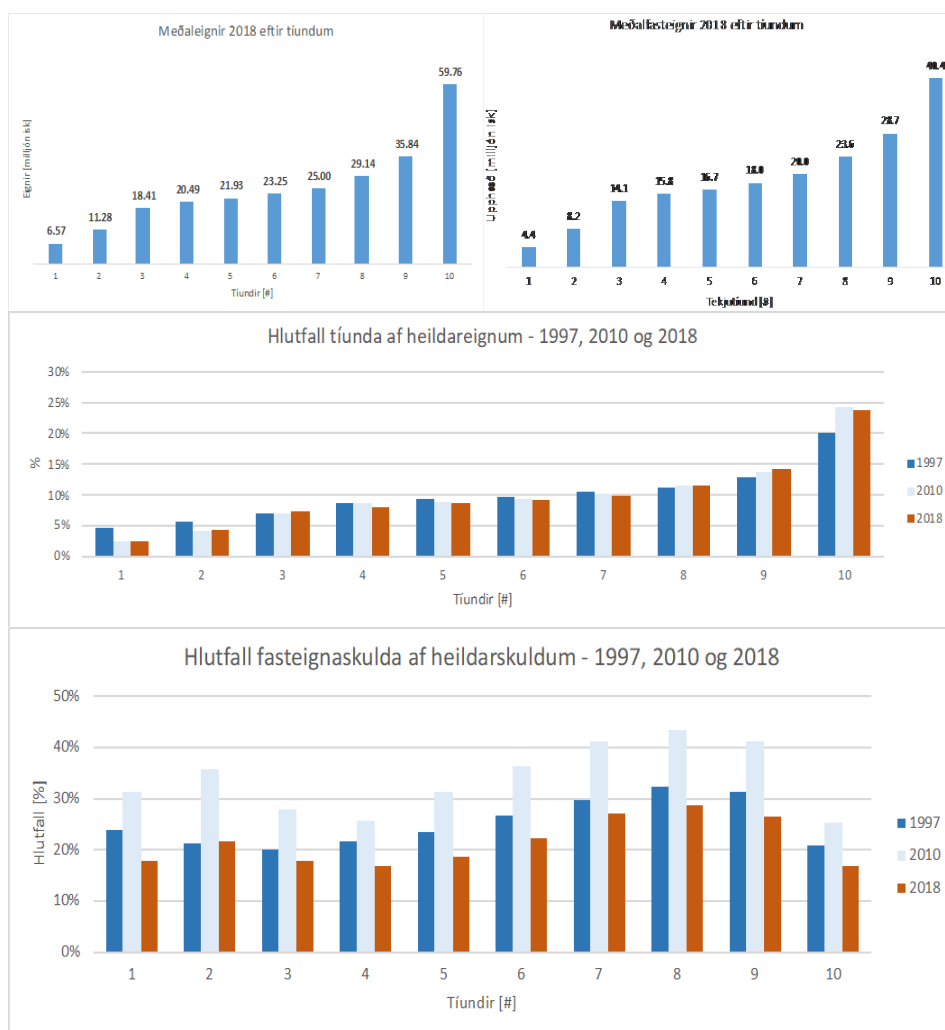 Meðaleignir 2018 eftir tíundum
Eignir [milljón isk]
6.57
11.28
18.41
20.49
21.93
23.25
25.00
29.14
35.84
59.76
1 2 3 4 5 6 7 8 9 10
Tíundir [#]
Meðalfasteignir 2018 eftir tíundum
Upphæð [milljón isk]
4.4
8.2
14.1
15.8
16.7
18.0
20.0
23.6
28.7
1 2 3 4 5 6 7 8 9 10
Tekjutíund [#]
Hlutfall tíunda af heildareignum - 1997, 2010 og 2018
%
30%
25%
20%
15%
10%
5%
0%
1 2 3 4 5 6 7 8 9 10
Tíundir [#]
1997
2010
2018
Hlutfall fasteignaskulda af heildarskuldum - 1997, 2010 og 2018
Hlutfall [%]
50%
40%
30%
20%
10%
0%
1 2 3 4 5 6 7 8 9 10
Tíundir [#]
1997
2010
2018